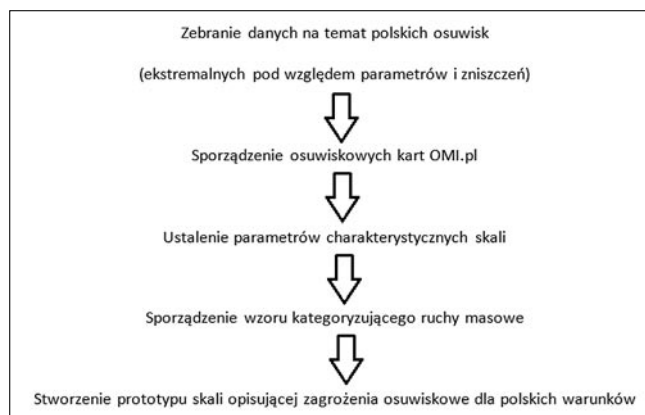 Zebranie danych na temat polskich osuwisk
(ekstremalnych pod względem parametrów i zniszczeń)
Sporządzenie osuwiskowych kart OMI.pl
Ustalenie parametrów charakterystycznych skali
Sporządzenie wzoru kategoryzującego ruchy masowe
Stworzenie prototypu skali opisującej zagrożenia osuwiskowe dla polskich warunków